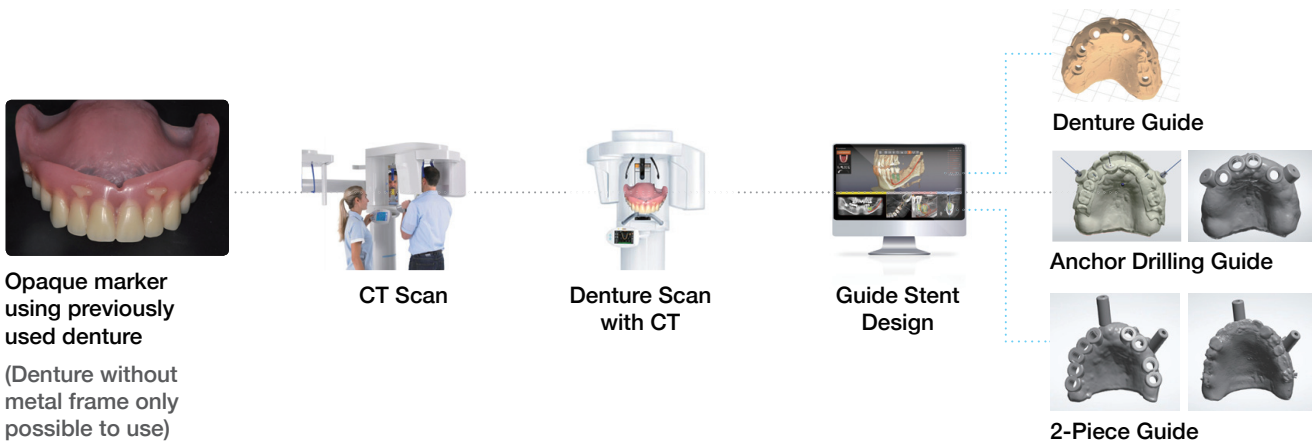 Opaque marker
using previously
used denture
(Denture without
metal frame only
possible to use)
CT Scan
Denture Scan
with CT
Guide Stent
Design
Denture Guide
Anchor Drilling Guide
2-Piece Guide